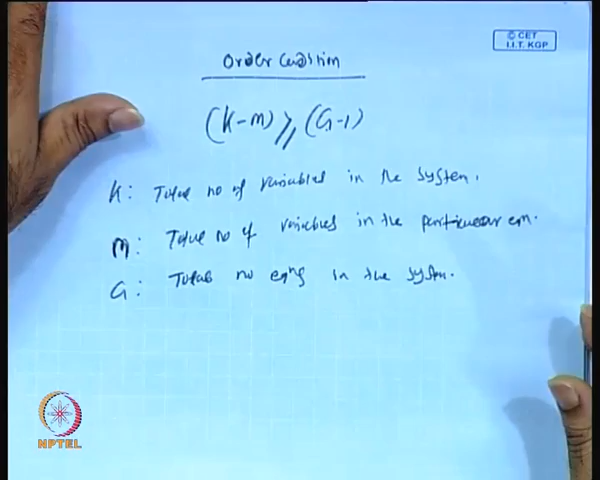 © CET
I.I.T. KGP
Order Condition
(K-m) ≥ (G-1)
K: Total no of variables in the system.
m: Total no of variables in the particular eqn.
G: Total no eqns in the system.
NPTEL